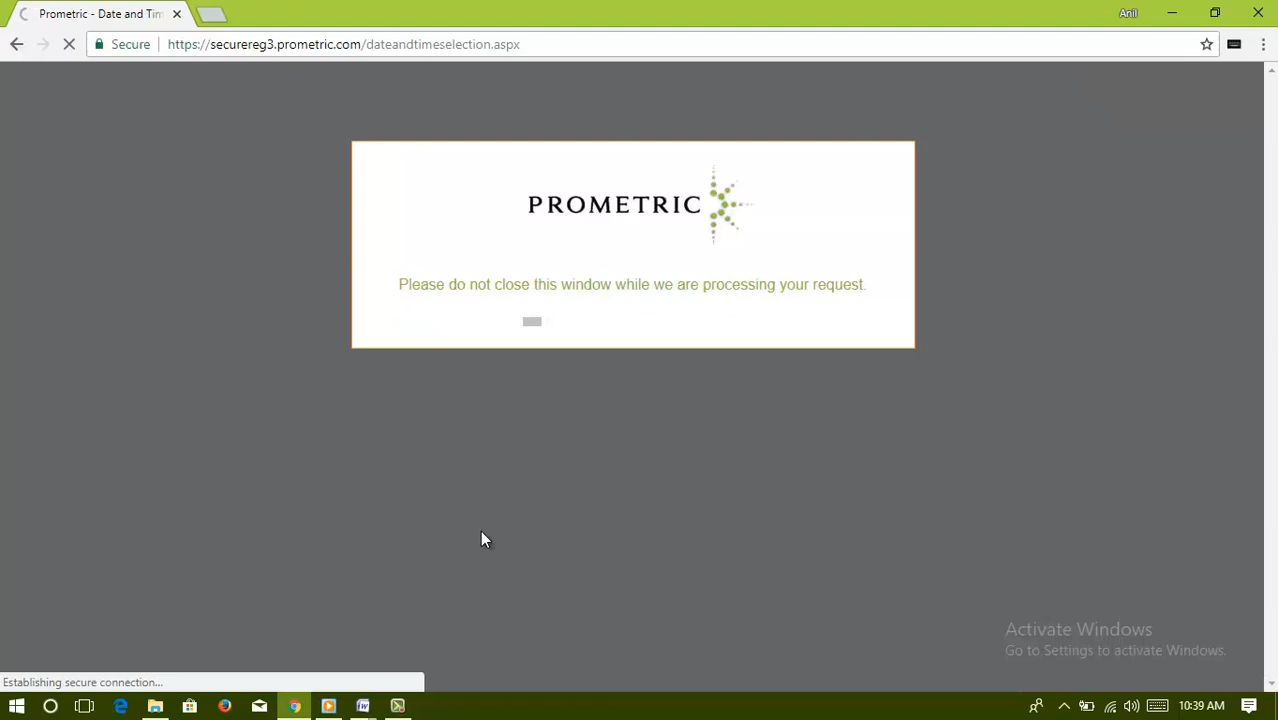 Prometric - Date and Tim
Anil
Secure
https://securereg3.prometric.com/dateandtimeselection.aspx
PROMETRIC
Please do not close this window while we are processing your request.
Activate Windows
Go to Settings to activate Windows.
Establishing secure connection...
10:39 AM